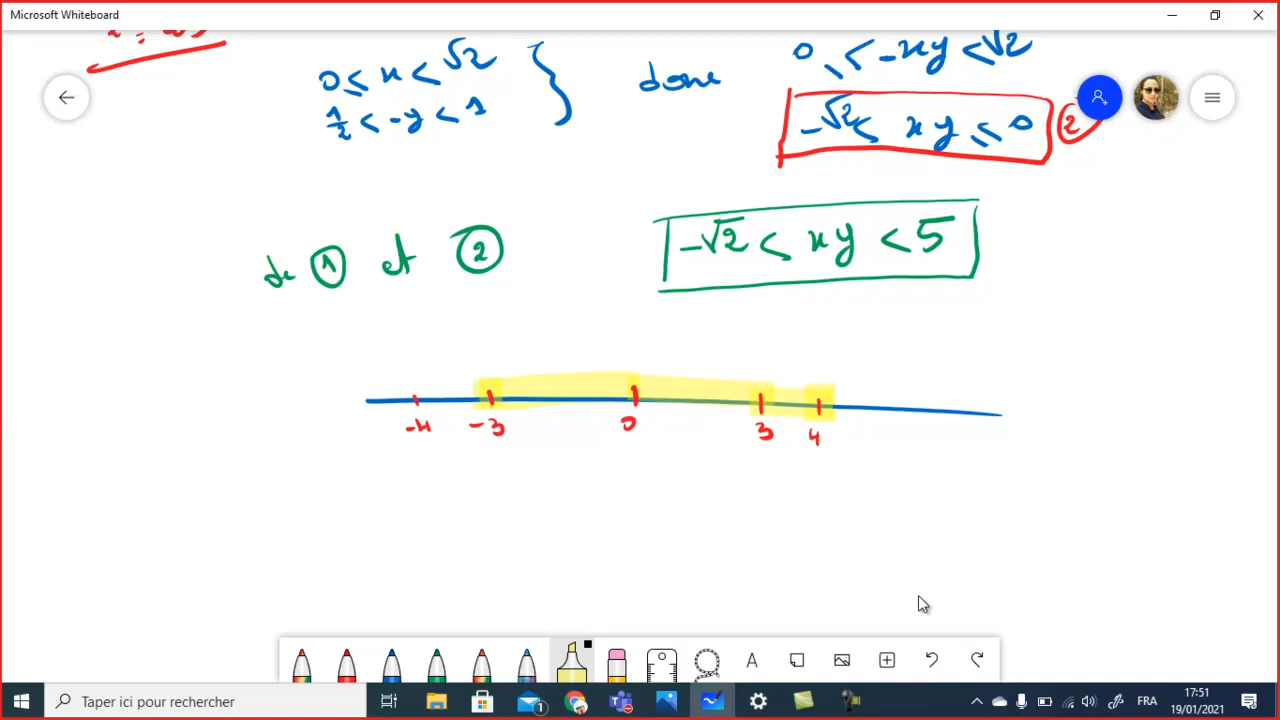 Microsoft Whiteboard
0 ≤ x < √2
1/2 < -y < 1
donc
0 ≤ -xy < √2
-√2 < xy ≤ 0 ②
de ① et ②
-√2 < xy < 5
-4 -3 0 3 4
A
Taper ici pour rechercher
1
FRA
17:51
19/01/2021